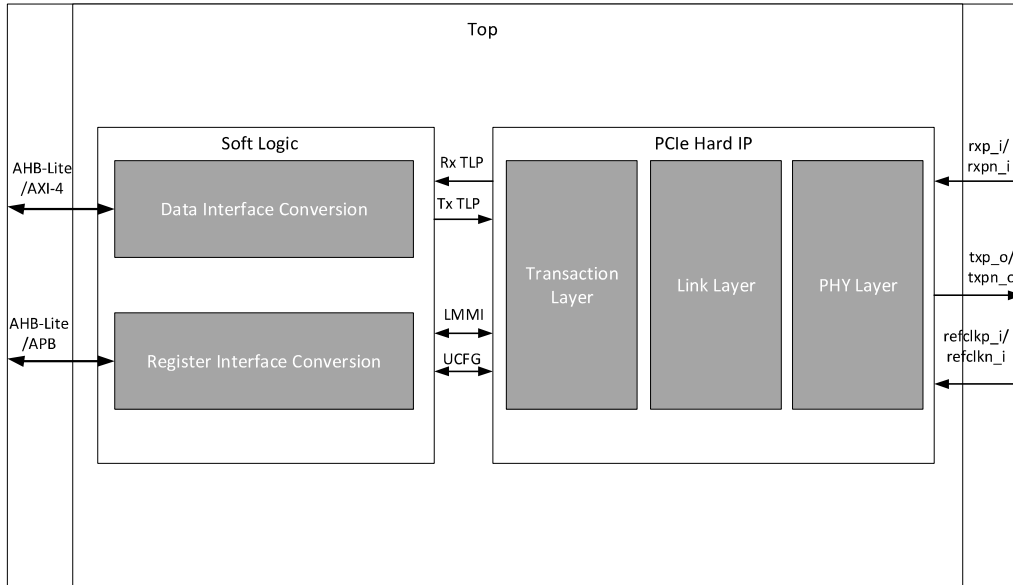 Top
Soft Logic
PCIe Hard IP
AHB-Lite
/AXI-4
Data Interface Conversion
Rx TLP
Tx TLP
AHB-Lite
/APB
Register Interface Conversion
LMMI
UCFG
Transaction
Layer
Link Layer
PHY Layer
rxp_i/
rxpn_i
txp_o/
txpn_o
refclkp_i/
refclkn_i